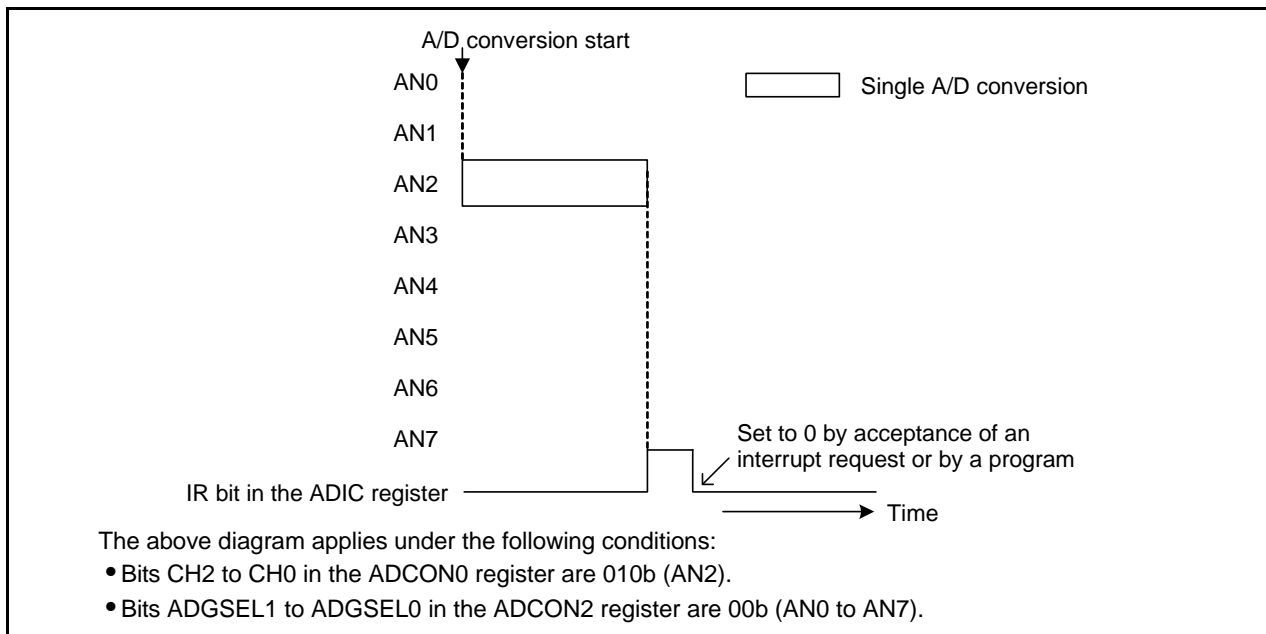 A/D conversion start
AN0
Single A/D conversion
AN1
AN2
AN3
AN4
AN5
AN6
AN7
Set to 0 by acceptance of an
interrupt request or by a program
IR bit in the ADIC register
Time
The above diagram applies under the following conditions:
• Bits CH2 to CH0 in the ADCON0 register are 010b (AN2).
• Bits ADGSEL1 to ADGSEL0 in the ADCON2 register are 00b (AN0 to AN7).